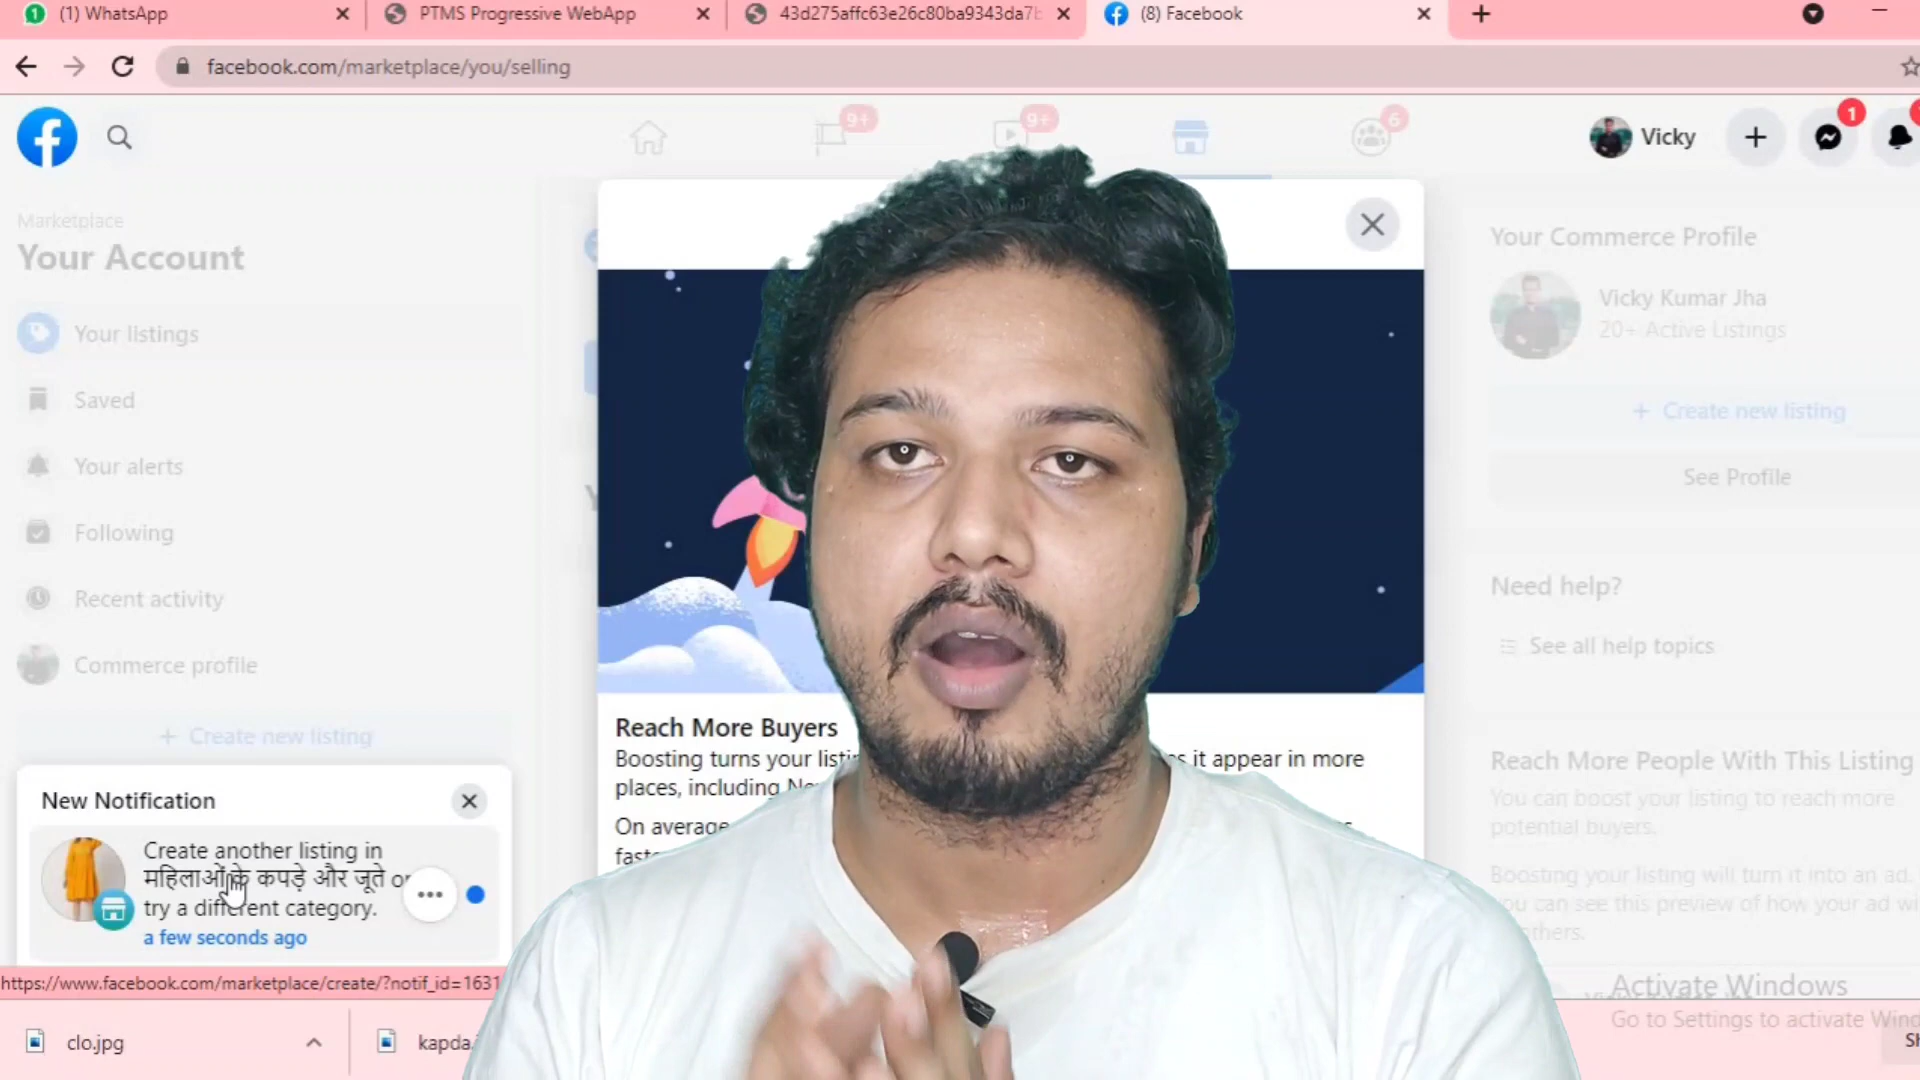 (1) WhatsApp
PTMS Progressive WebApp
43d275affc63e26c80ba9343da7
(8) Facebook
facebook.com/marketplace/you/selling
9+
9+
6
Vicky
1
Marketplace
Your Account
Your listings
Saved
Your alerts
Following
Recent activity
Commerce profile
+ Create new listing
New Notification
Create another listing in
महिलाओं के कपड़े और जूते or
try a different category.
a few seconds ago
https://www.facebook.com/marketplace/create/?notif_id=1631
Reach More Buyers
Boosting turns your it appear in more
places, including
On average
Your Commerce Profile
Vicky Kumar Jha
20+ Active Listings
+ Create new listing
See Profile
Need help?
See all help topics
Reach More People With This Listing
You can boost your listing to reach more
potential buyers.
Boosting your listing will turn it into an ad.
you can see this preview of how your ad
others.
Activate Windows
Go to Settings to activate
clo.jpg
kapda